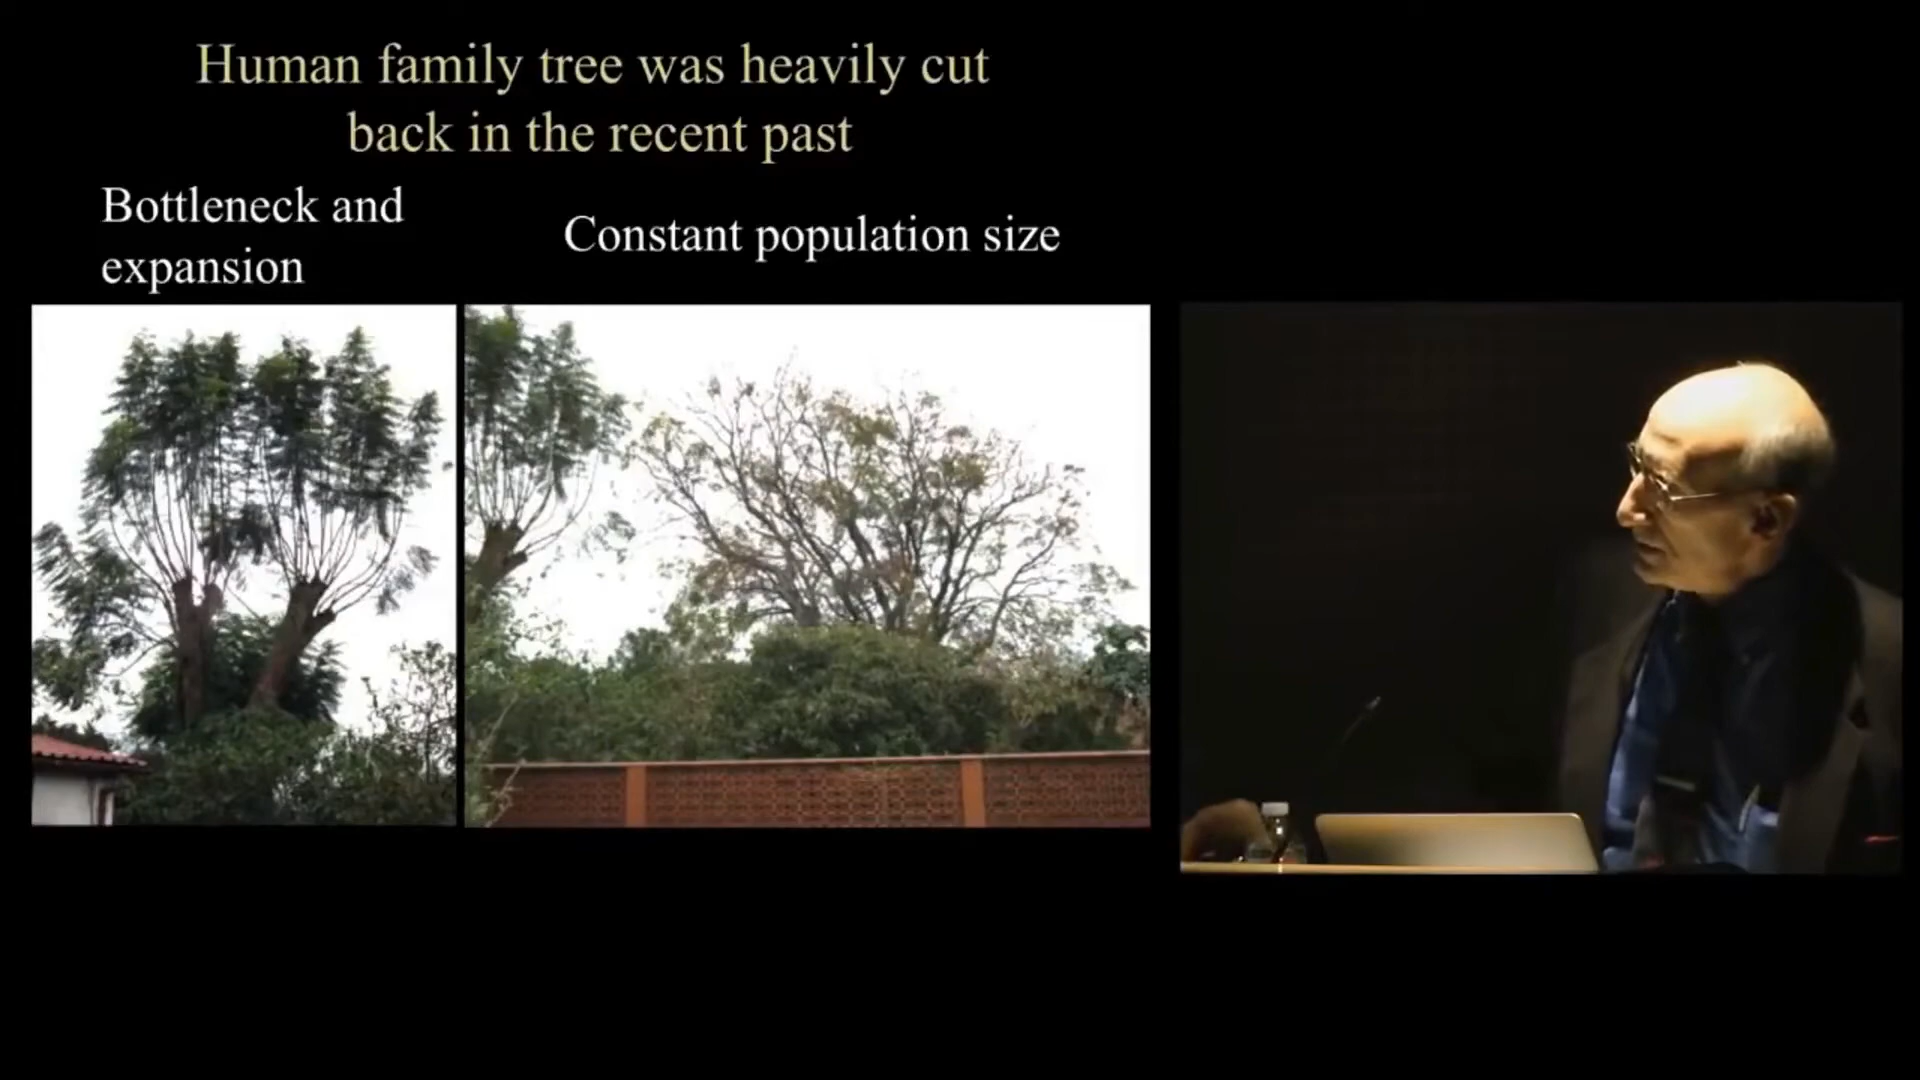 Human family tree was heavily cut
back in the recent past
Bottleneck and
expansion
Constant population size